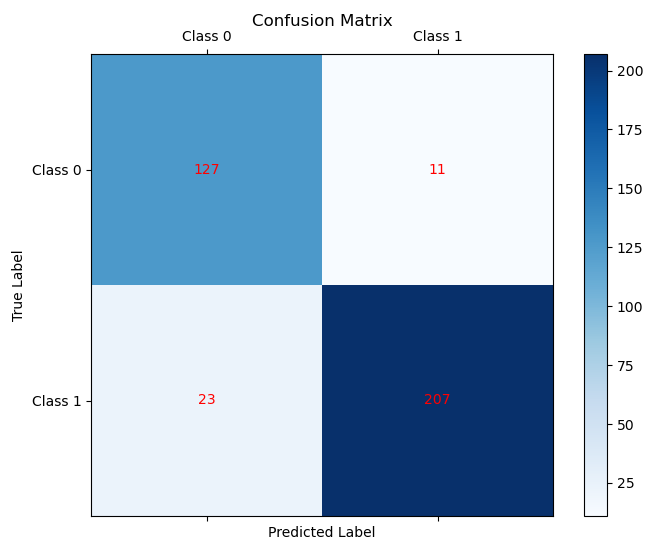 Confusion Matrix
Class 0 Class 1
200
175
150
125
100
75
50
25
True Label
Class 0 127 11
Class 1 23 207
Predicted Label